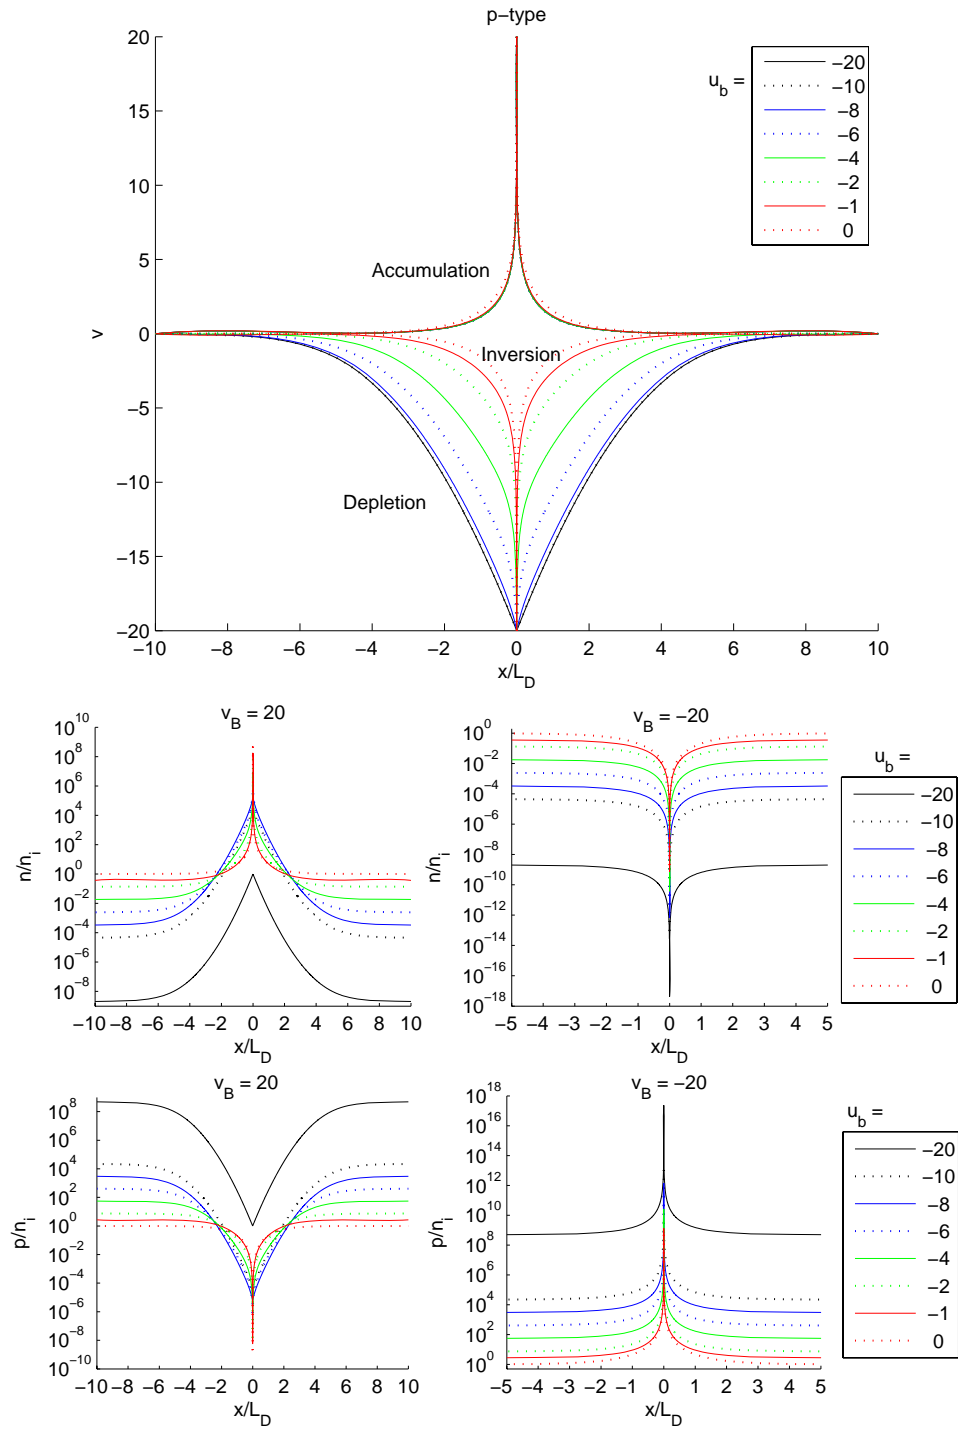 p−type
20
15
10
5
0
−5
−10
−15
−20
v
Accumulation
Inversion
Depletion
−10 −8 −6 −4 −2 0 2 4 6 8 10
x/L_D
u_b =
−20
−10
−8
−6
−4
−2
−1
0
v_B = 20
10^10
10^8
10^6
10^4
10^2
10^0
10^−2
10^−4
10^−6
10^−8
n/n_i
−10 −8 −6 −4 −2 0 2 4 6 8 10
x/L_D
v_B = −20
10^0
10^−2
10^−4
10^−6
10^−8
10^−10
10^−12
10^−14
10^−16
10^−18
n/n_i
−5 −4 −3 −2 −1 0 1 2 3 4 5
x/L_D
u_b =
−20
−10
−8
−6
−4
−2
−1
0
v_B = 20
10^8
10^6
10^4
10^2
10^0
10^−2
10^−4
10^−6
10^−8
10^−10
p/n_i
−10 −8 −6 −4 −2 0 2 4 6 8 10
x/L_D
v_B = −20
10^18
10^16
10^14
10^12
10^10
10^8
10^6
10^4
10^2
10^0
p/n_i
−5 −4 −3 −2 −1 0 1 2 3 4 5
x/L_D
u_b =
−20
−10
−8
−6
−4
−2
−1
0